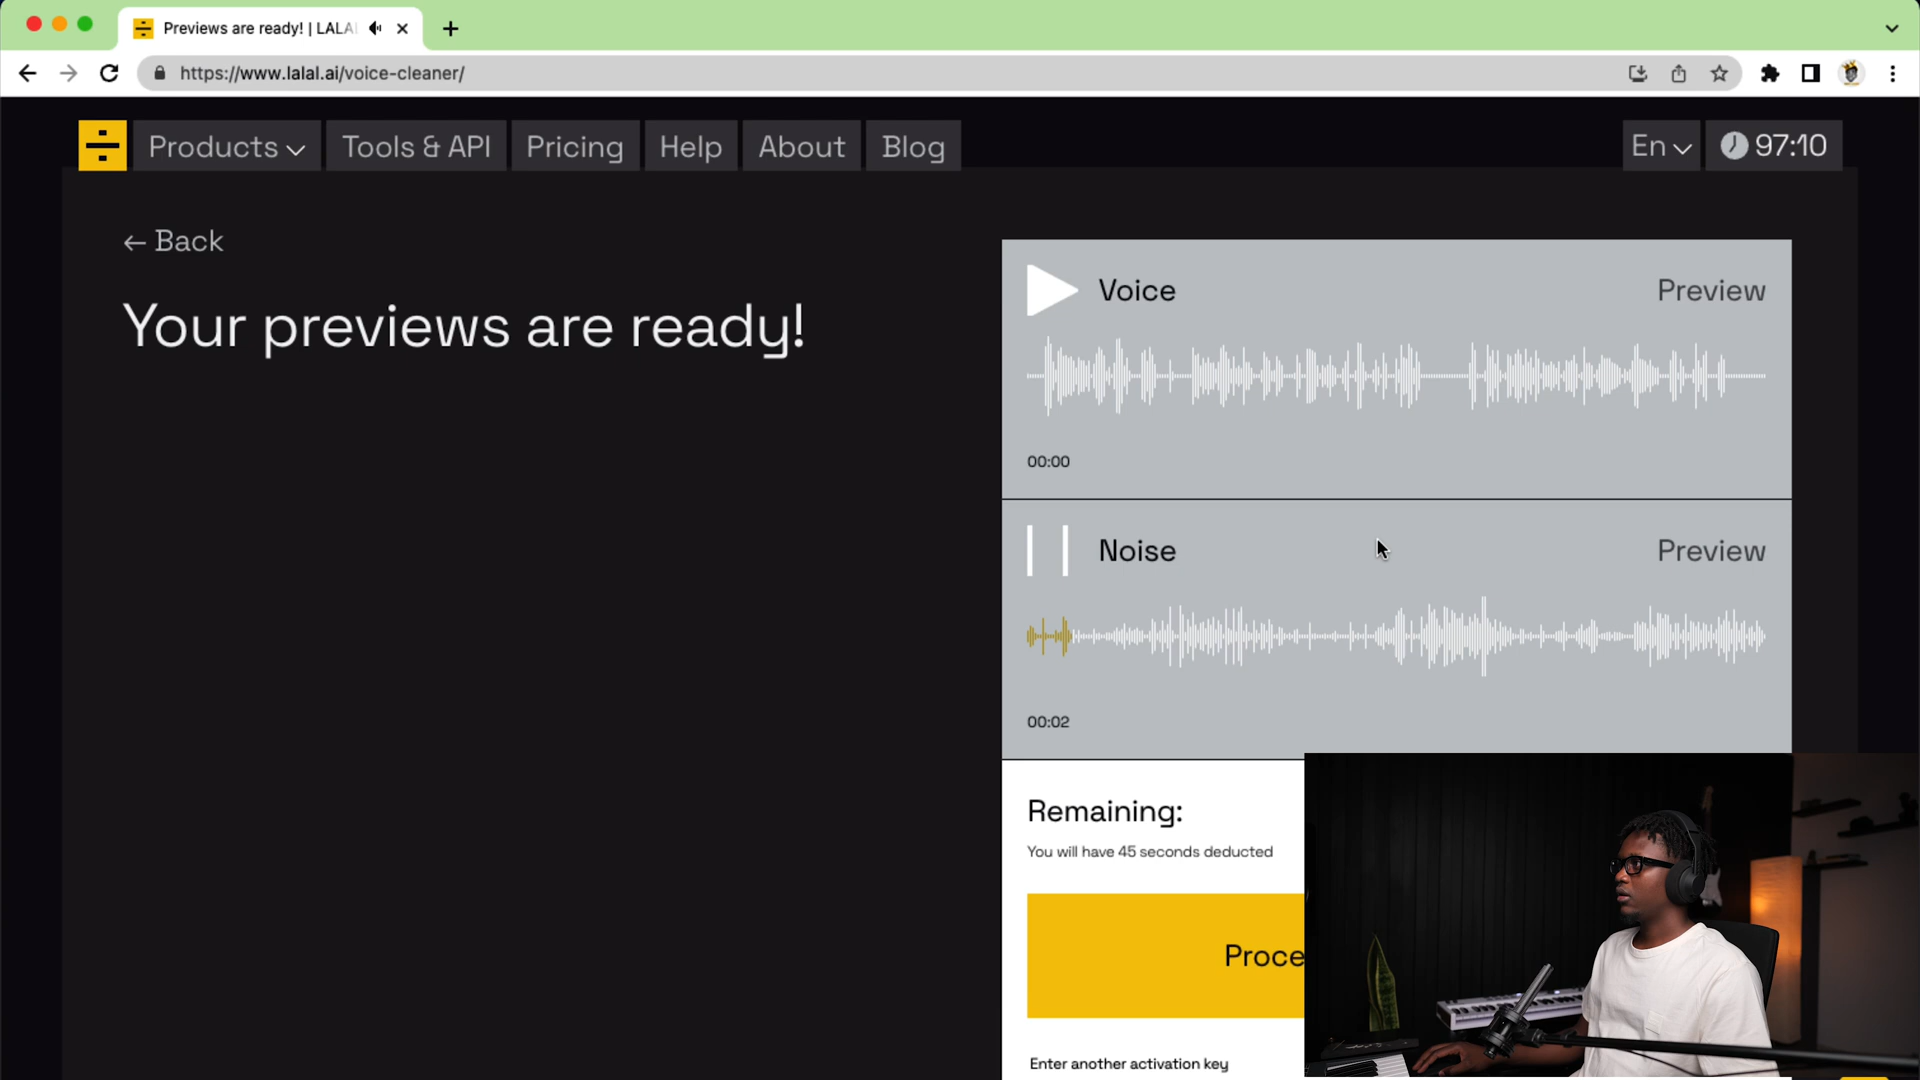 Previews are ready! | LALAL
https://www.lalal.ai/voice-cleaner/
Products
Tools & API
Pricing
Help
About
Blog
En
97:10
← Back
Your previews are ready!
Voice
Preview
00:00
Noise
Preview
00:02
Remaining:
You will have 45 seconds deducted
Proce
Enter another activation key